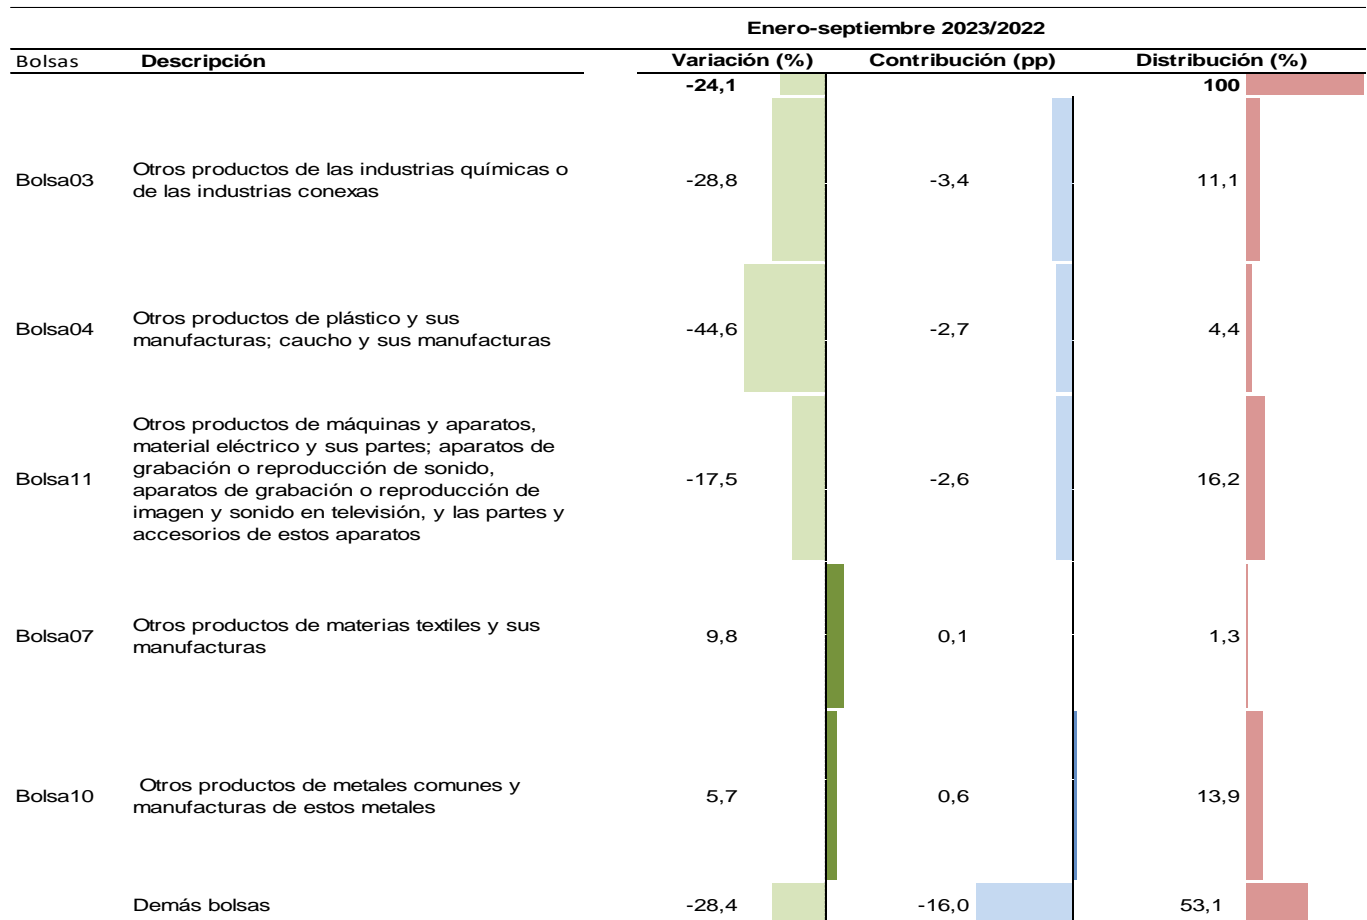 Enero-septiembre 2023/2022
Bolsas Descripción Variación (%) Contribución (pp) Distribución (%)
-24,1 100
Bolsa03 Otros productos de las industrias químicas o
de las industrias conexas -28,8 -3,4 11,1
Bolsa04 Otros productos de plástico y sus
manufacturas; caucho y sus manufacturas -44,6 -2,7 4,4
Otros productos de máquinas y aparatos,
material eléctrico y sus partes; aparatos de
grabación o reproducción de sonido,
Bolsa11 aparatos de grabación o reproducción de -17,5 -2,6 16,2
imagen y sonido en televisión, y las partes y
accesorios de estos aparatos
Bolsa07 Otros productos de materias textiles y sus
manufacturas 9,8 0,1 1,3
Bolsa10 Otros productos de metales comunes y
manufacturas de estos metales 5,7 0,6 13,9
Demás bolsas -28,4 -16,0 53,1